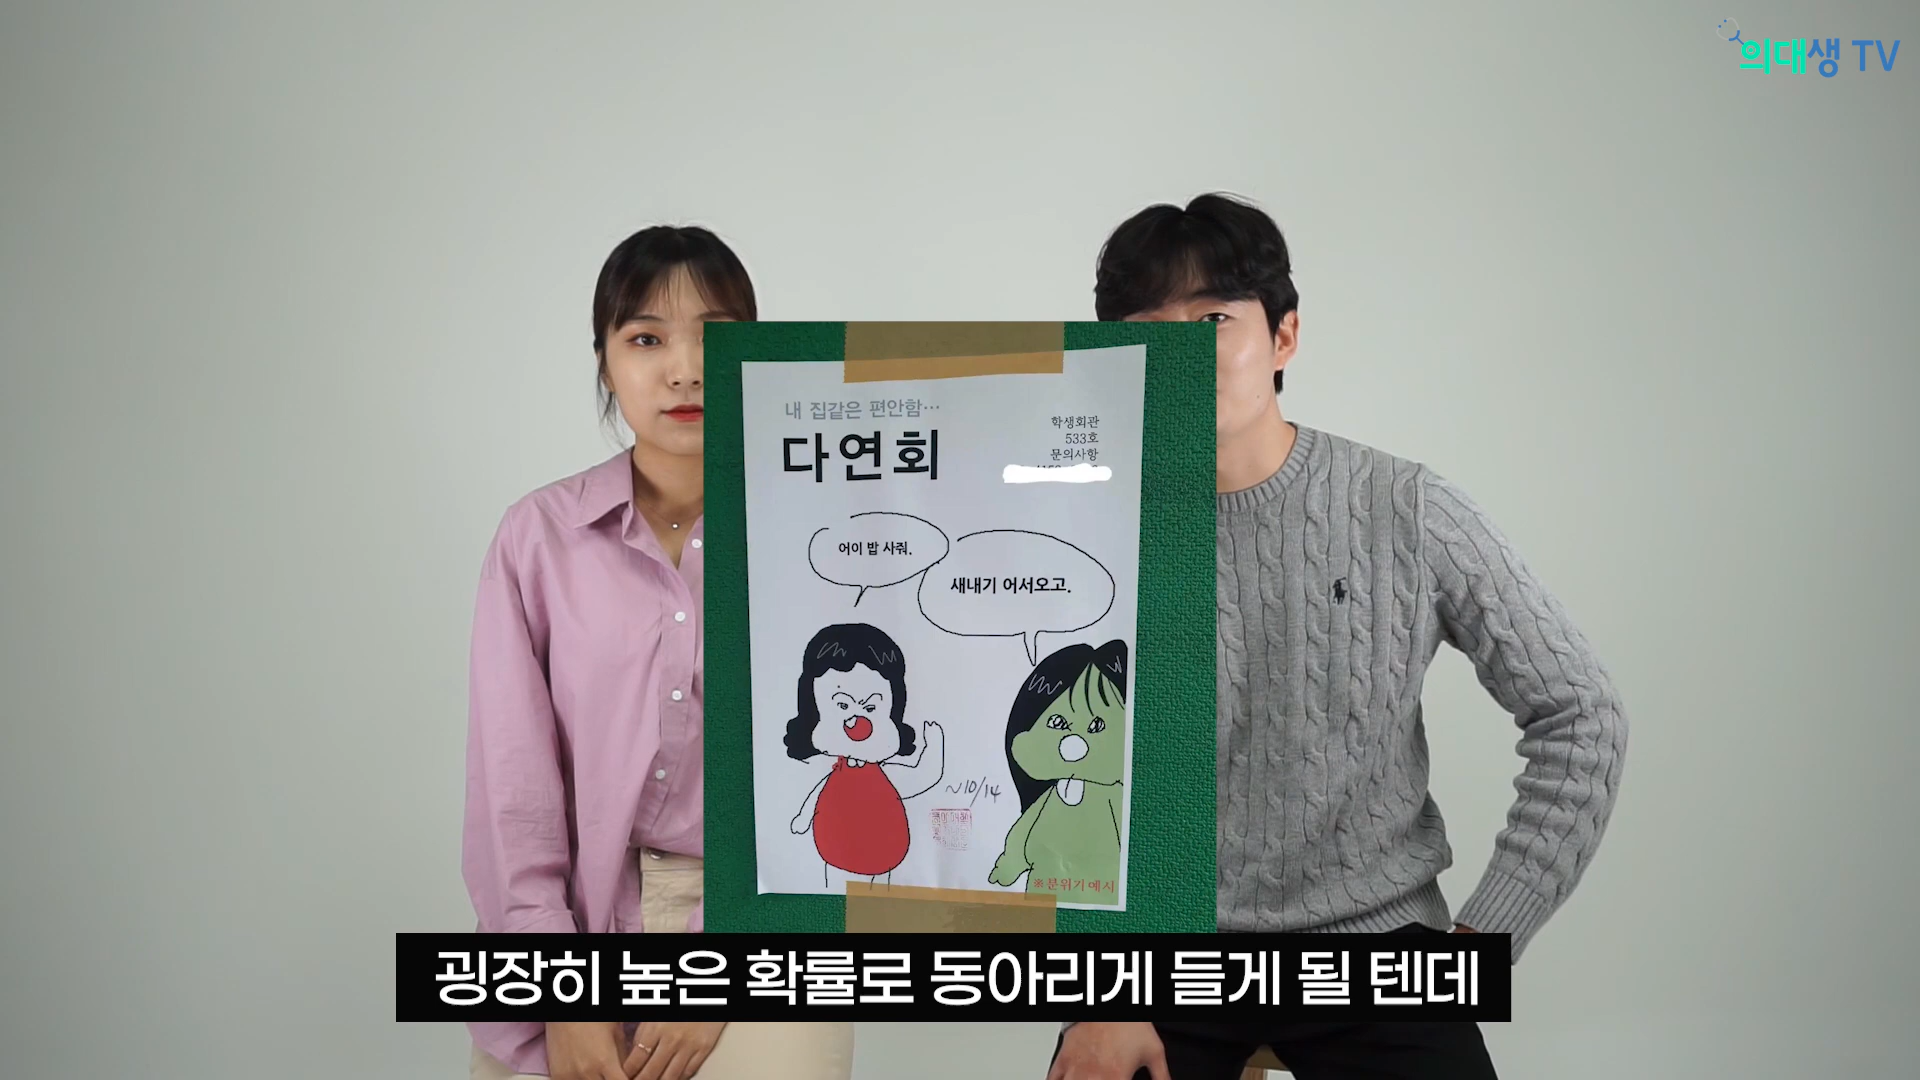 의대생 TV
내 집같은 편안함...
다연회
학생회관
533호
문의사항
어이 밥 사줘.
새내기 어서오고.
~10/14
※분위기예시
굉장히 높은 확률로 동아리게 들게 될 텐데